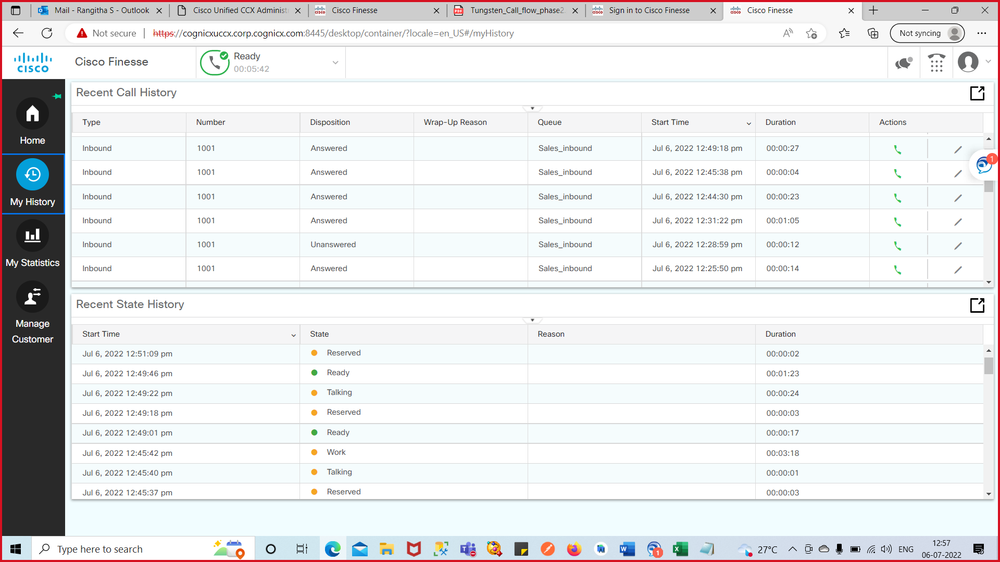 Mail - Rangitha S - Outlook
Cisco Unified CCX Administ
Cisco Finesse
Tungsten_Call_flow_phase2
Sign in to Cisco Finesse
Cisco Finesse
Not secure https://cognicxuccx.corp.cognicx.com:8445/desktop/container/?locale=en_US#/myHistory
Not syncing
CISCO
Cisco Finesse
Ready
00:05:42
Home
My History
My Statistics
Manage
Customer
Recent Call History
Type Number Disposition Wrap-Up Reason Queue Start Time Duration Actions
Inbound 1001 Answered Sales_inbound Jul 6, 2022 12:49:18 pm 00:00:27
1
Inbound 1001 Answered Sales_inbound Jul 6, 2022 12:45:38 pm 00:00:04
Inbound 1001 Answered Sales_inbound Jul 6, 2022 12:44:30 pm 00:00:23
Inbound 1001 Answered Sales_inbound Jul 6, 2022 12:31:22 pm 00:01:05
Inbound 1001 Unanswered Sales_inbound Jul 6, 2022 12:28:59 pm 00:00:12
Inbound 1001 Answered Sales_inbound Jul 6, 2022 12:25:50 pm 00:00:14
Recent State History
Start Time State Reason Duration
Jul 6, 2022 12:51:09 pm Reserved 00:00:02
Jul 6, 2022 12:49:46 pm Ready 00:01:23
Jul 6, 2022 12:49:22 pm Talking 00:00:24
Jul 6, 2022 12:49:18 pm Reserved 00:00:03
Jul 6, 2022 12:49:01 pm Ready 00:00:17
Jul 6, 2022 12:45:42 pm Work 00:03:18
Jul 6, 2022 12:45:40 pm Talking 00:00:01
Jul 6, 2022 12:45:37 pm Reserved 00:00:03
Type here to search
1
27°C
ENG
12:57
06-07-2022